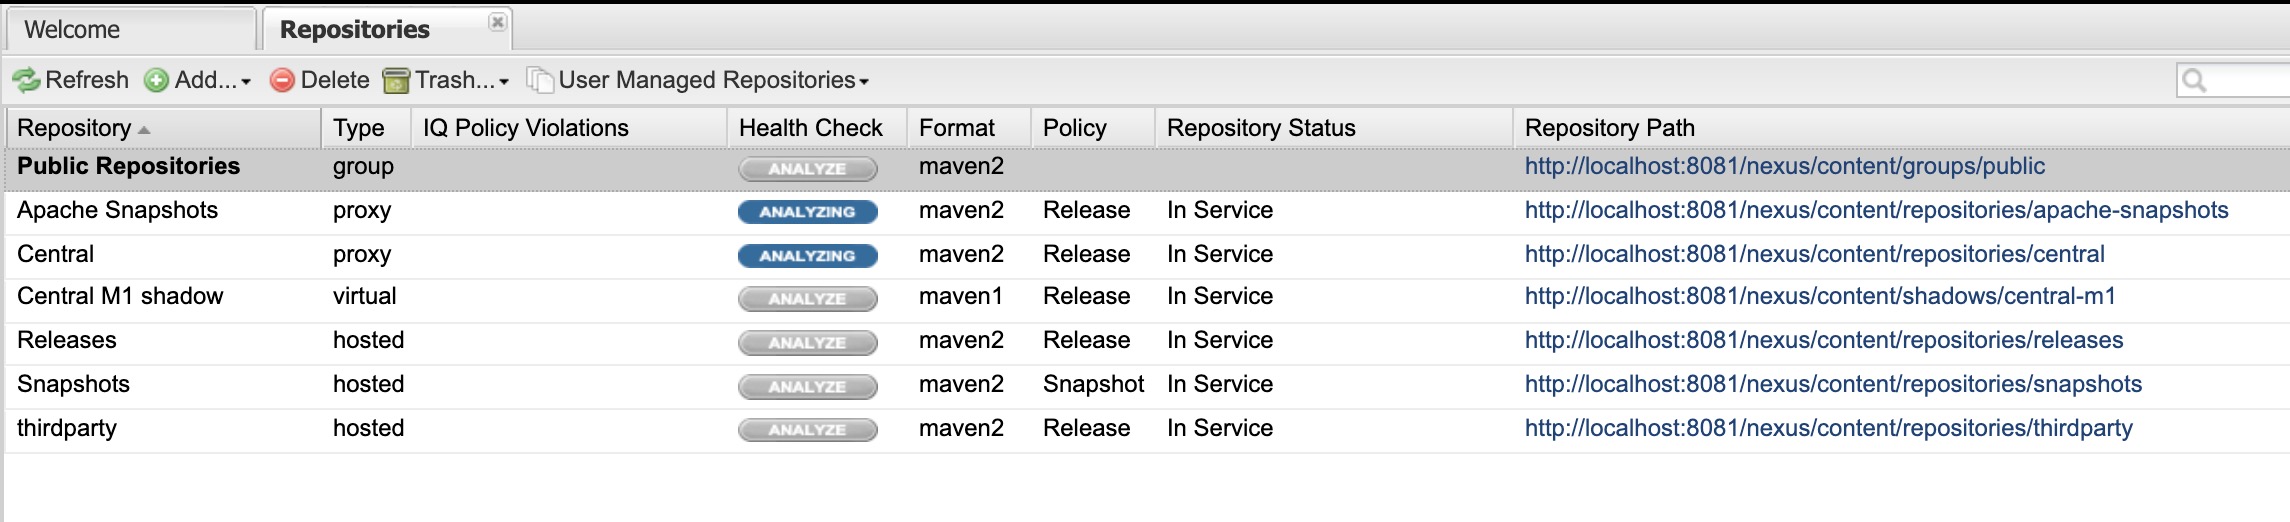 Welcome Repositories
Refresh Add... Delete Trash... User Managed Repositories
Repository Type IQ Policy Violations Health Check Format Policy Repository Status Repository Path
Public Repositories group ANALYZE maven2 http://localhost:8081/nexus/content/groups/public
Apache Snapshots proxy ANALYZING maven2 Release In Service http://localhost:8081/nexus/content/repositories/apache-snapshots
Central proxy ANALYZING maven2 Release In Service http://localhost:8081/nexus/content/repositories/central
Central M1 shadow virtual ANALYZE maven1 Release In Service http://localhost:8081/nexus/content/shadows/central-m1
Releases hosted ANALYZE maven2 Release In Service http://localhost:8081/nexus/content/repositories/releases
Snapshots hosted ANALYZE maven2 Snapshot In Service http://localhost:8081/nexus/content/repositories/snapshots
thirdparty hosted ANALYZE maven2 Release In Service http://localhost:8081/nexus/content/repositories/thirdparty